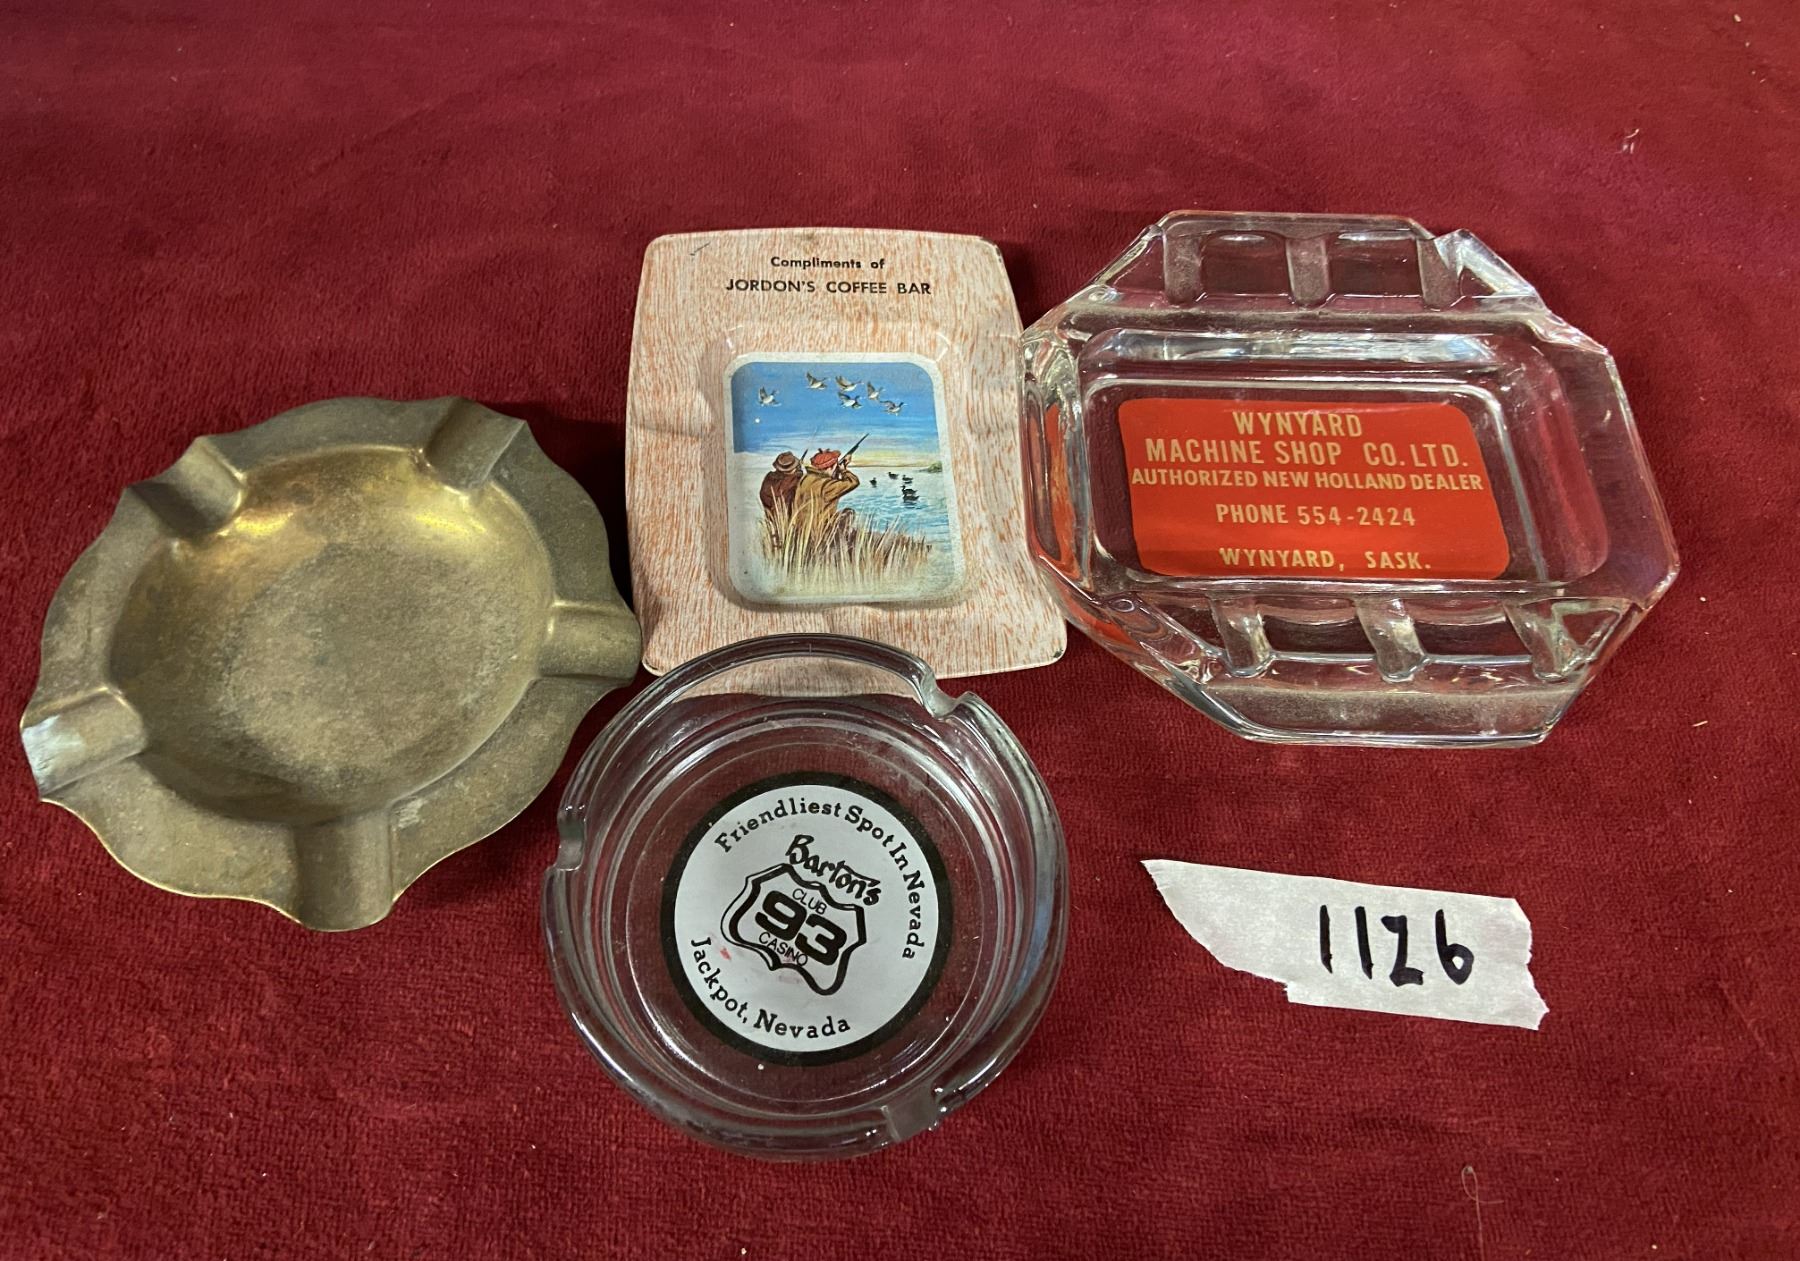 Compliments of
JORDON'S COFFEE BAR
WYNYARD
MACHINE SHOP CO. LTD.
AUTHORIZED NEW HOLLAND DEALER
PHONE 554-2424
WYNYARD, SASK.
Friendliest Spot In Nevada
Barton's
CLUB
93
CASINO
Jackpot, Nevada
1126